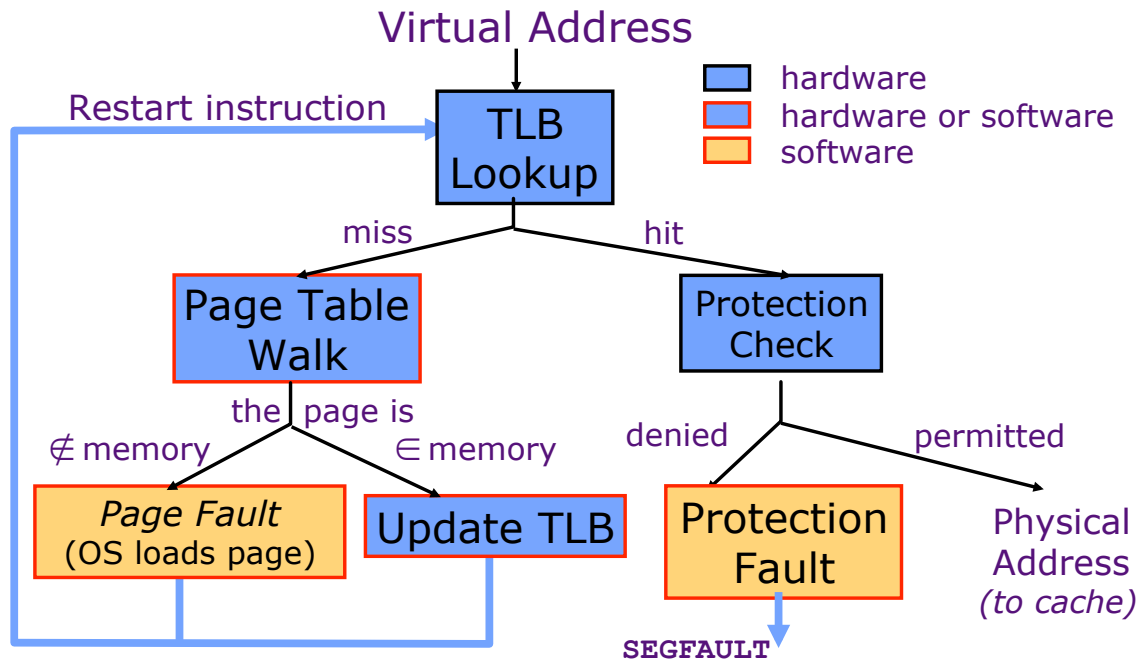 Virtual Address
hardware
hardware or software
software
Restart instruction
TLB
Lookup
miss
hit
Page Table
Walk
Protection
Check
the page is
∉ memory
∈ memory
denied
permitted
Page Fault
(OS loads page)
Update TLB
Protection
Fault
Physical
Address
(to cache)
SEGFAULT